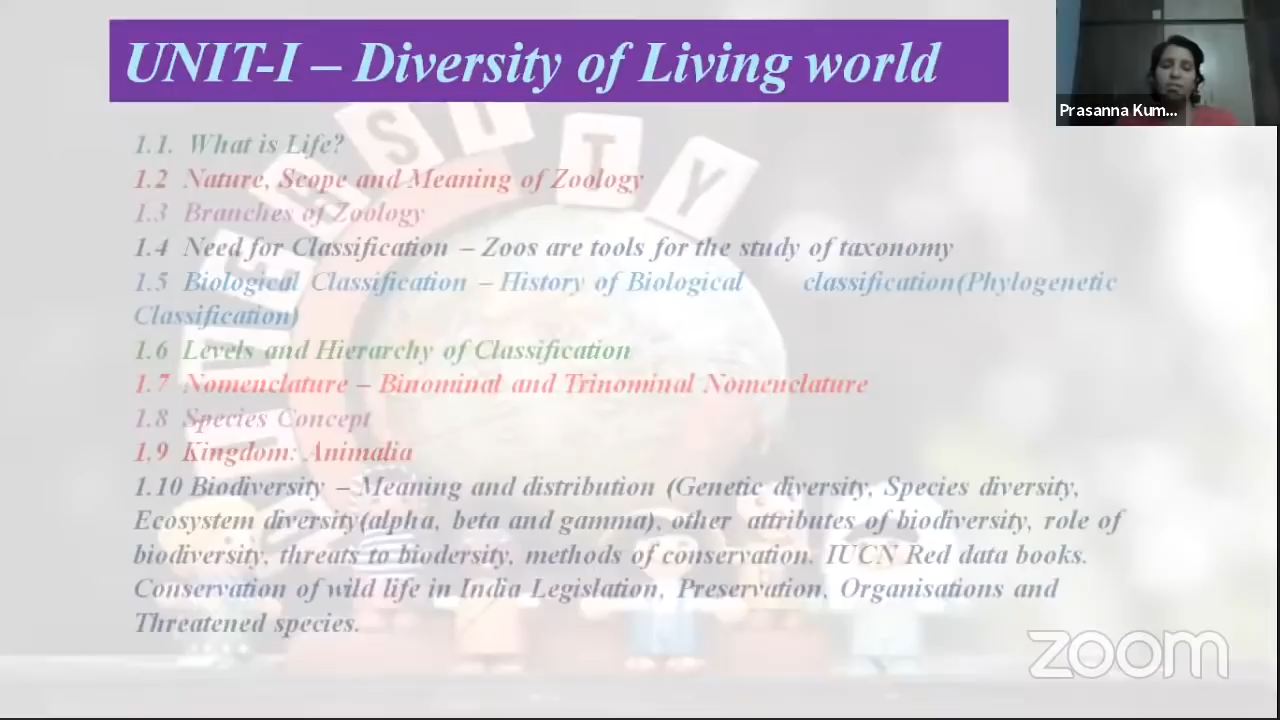 UNIT-I – Diversity of Living world
Prasanna Kum...
1.1. What is Life?
1.2 Nature, Scope and Meaning of Zoology
1.3 Branches of Zoology
1.4 Need for Classification – Zoos are tools for the study of taxonomy
1.5 Biological Classification – History of Biological classification(Phylogenetic
Classification)
1.6 Levels and Hierarchy of Classification
1.7 Nomenclature – Binominal and Trinominal Nomenclature
1.8 Species Concept
1.9 Kingdom: Animalia
1.10 Biodiversity – Meaning and distribution (Genetic diversity, Species diversity,
Ecosystem diversity(alpha, beta and gamma), other attributes of biodiversity, role of
biodiversity, threats to biodersity, methods of conservation. IUCN Red data books.
Conservation of wild life in India Legislation, Preservation, Organisations and
Threatened species.
zoom